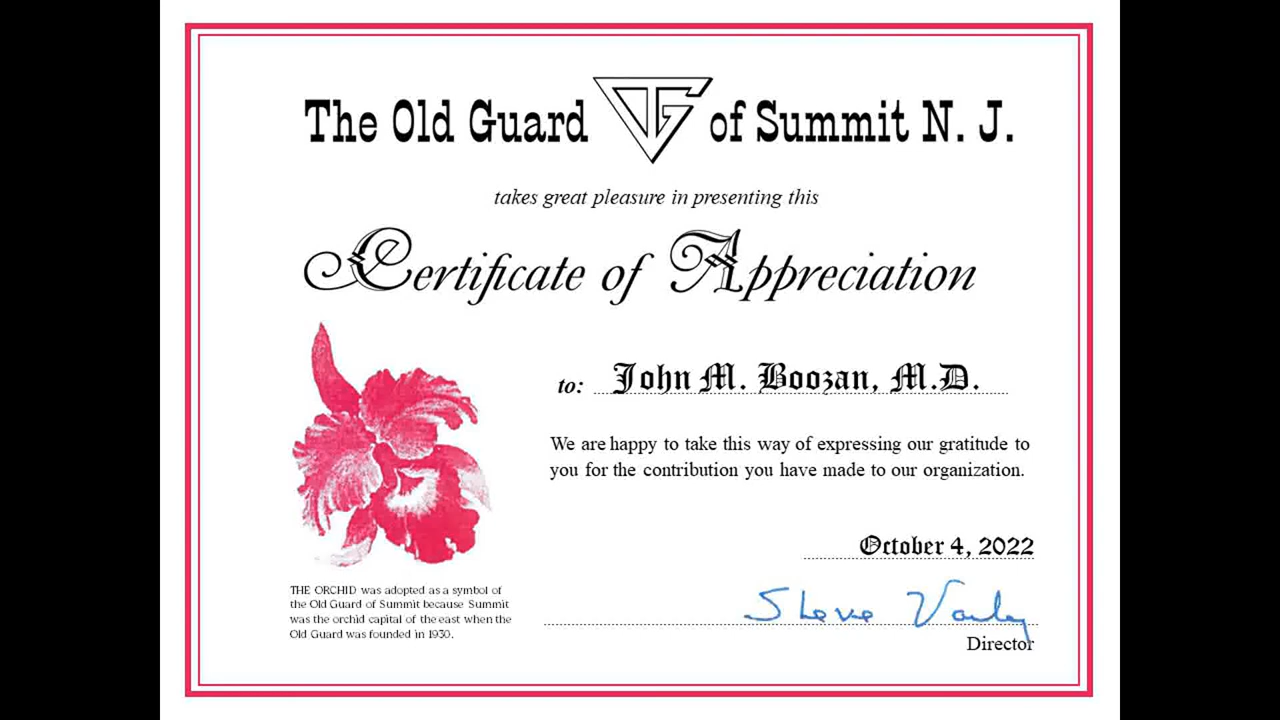 The Old Guard OG of Summit N. J.
takes great pleasure in presenting this
Certificate of Appreciation
to: John M. Boozan, M.D.
We are happy to take this way of expressing our gratitude to
you for the contribution you have made to our organization.
October 4, 2022
Steve
Director
THE ORCHID was adopted as a symbol of
the Old Guard of Summit because Summit
was the orchid capital of the east when the
Old Guard was founded in 1930.